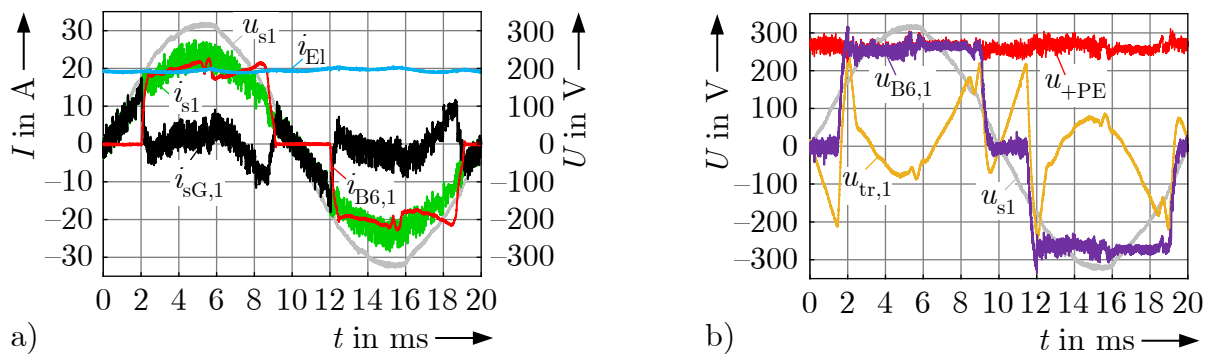 I in A
30
20
10
0
−10
−20
−30
u_s1
i_El
i_s1
i_sG,1
i_B6,1
300
200
100
0
−100
−200
−300
U in V
0 2 4 6 8 10 12 14 16 18 20
a)
t in ms
U in V
300
200
100
0
−100
−200
−300
u_B6,1
u_+PE
u_tr,1
u_s1
0 2 4 6 8 10 12 14 16 18 20
b)
t in ms